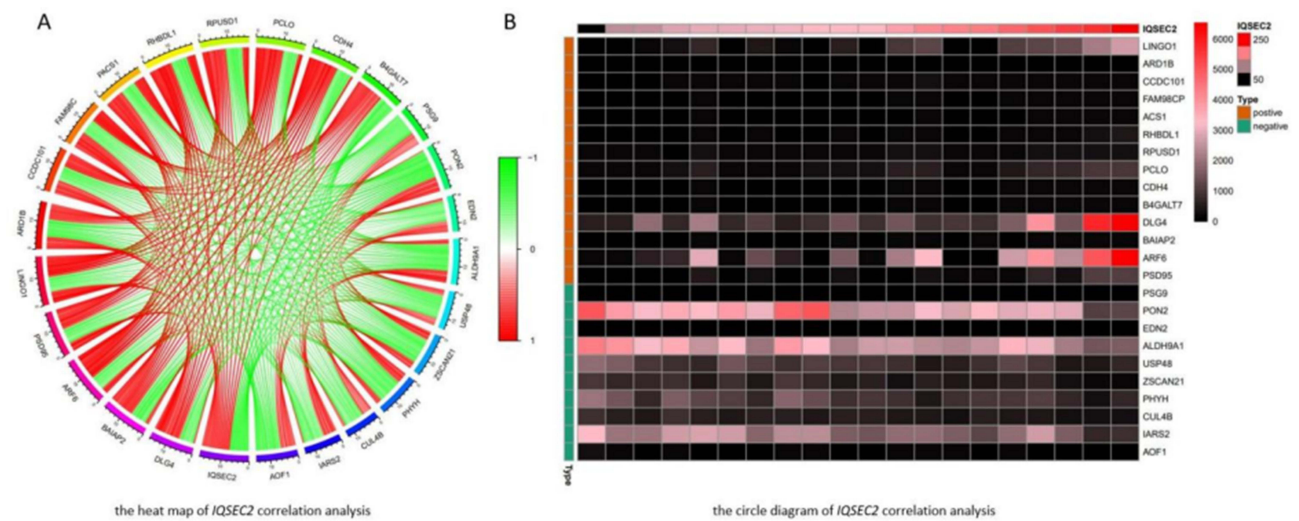 A
B
RPUSD1
PCLO
RHBDL1
CDH4
PACS1
B4GALT7
FAM98C
PSG9
CCDC101
PON2
ARD1B
EDN2
LINGO1
ALDH9A1
PSD95
USP48
ARF6
ZSCAN21
BAIAP2
PHYH
DLG4
CUL4B
IQSEC2
AOF1
IARS2
-1
0
1
IQSEC2
LINGO1
ARD1B
CCDC101
FAM98CP
ACS1
RHBDL1
RPUSD1
PCLO
CDH4
B4GALT7
DLG4
BAIAP2
ARF6
PSD95
PSG9
PON2
EDN2
ALDH9A1
USP48
ZSCAN21
PHYH
CUL4B
IARS2
AOF1
Type
6000
5000
4000
3000
2000
1000
0
IQSEC2
250
50
Type
postive
negative
the heat map of IQSEC2 correlation analysis
the circle diagram of IQSEC2 correlation analysis